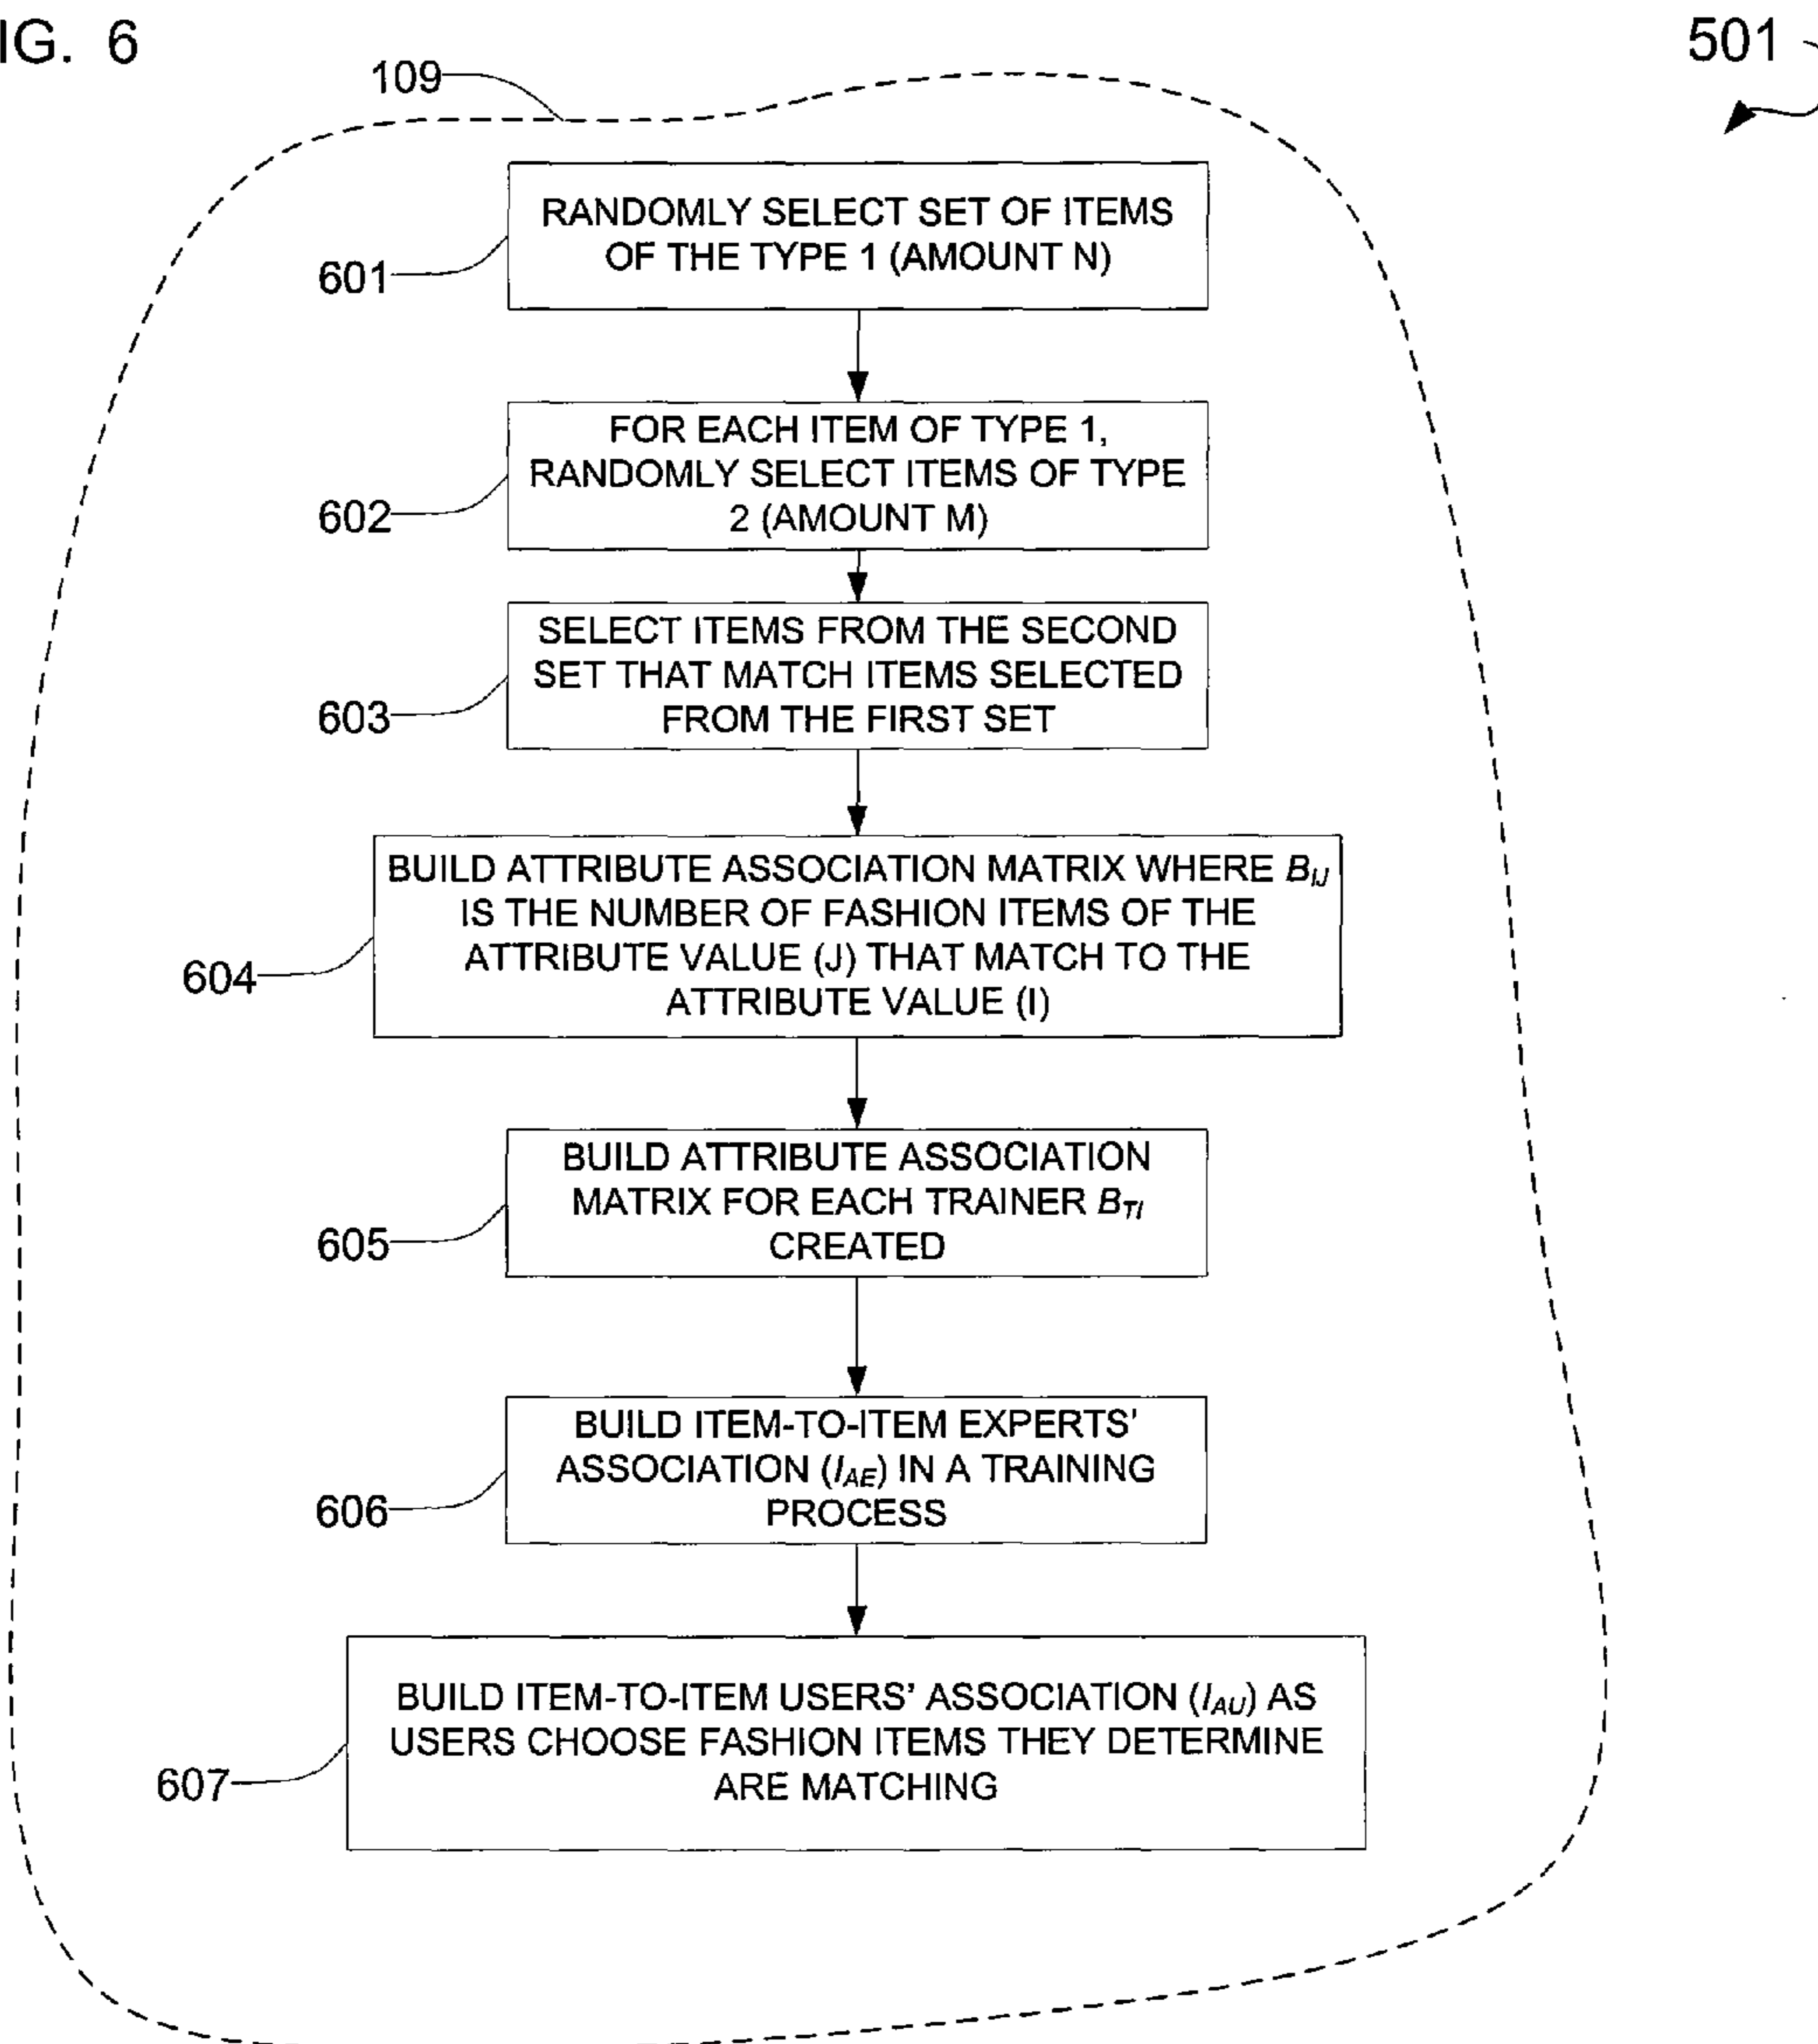 IG. 6
501
109
RANDOMLY SELECT SET OF ITEMS
OF THE TYPE 1 (AMOUNT N)
601
FOR EACH ITEM OF TYPE 1,
RANDOMLY SELECT ITEMS OF TYPE
2 (AMOUNT M)
602
SELECT ITEMS FROM THE SECOND
SET THAT MATCH ITEMS SELECTED
FROM THE FIRST SET
603
BUILD ATTRIBUTE ASSOCIATION MATRIX WHERE BIJ
IS THE NUMBER OF FASHION ITEMS OF THE
ATTRIBUTE VALUE (J) THAT MATCH TO THE
ATTRIBUTE VALUE (I)
604
BUILD ATTRIBUTE ASSOCIATION
MATRIX FOR EACH TRAINER BTI
CREATED
605
BUILD ITEM-TO-ITEM EXPERTS'
ASSOCIATION (IAE) IN A TRAINING
PROCESS
606
BUILD ITEM-TO-ITEM USERS' ASSOCIATION (IAU) AS
USERS CHOOSE FASHION ITEMS THEY DETERMINE
ARE MATCHING
607